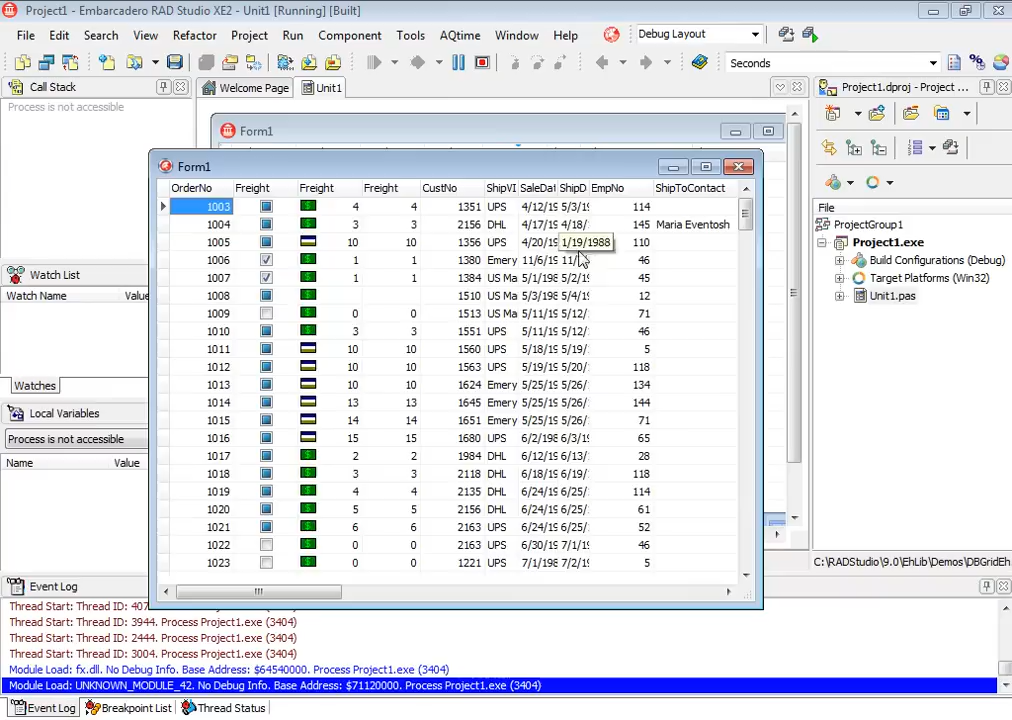 Project1 - Embarcadero RAD Studio XE2 - Unit1 [Running] [Built]
File Edit Search View Refactor Project Run Component Tools AQtime Window Help Debug Layout
Seconds
Call Stack
Process is not accessible
Welcome Page Unit1
Project1.dproj - Project ...
Form1
Form1
OrderNo Freight Freight Freight CustNo ShipVI SaleDat ShipD EmpNo ShipToContact
1003 4 4 1351 UPS 4/12/19 5/3/19 114
1004 3 3 2156 DHL 4/17/19 4/18/ 145 Maria Eventosh
1005 10 10 1356 UPS 4/20/19 1/19/1988 110
1006 1 1 1380 Emery 11/6/19 11/ 46
1007 1 1 1384 US Ma 5/1/198 5/2/19 45
1008 1510 US Ma 5/3/198 5/4/19 12
1009 0 0 1513 US Ma 5/11/19 5/12/ 71
1010 3 3 1551 UPS 5/11/19 5/12/ 46
1011 10 10 1560 UPS 5/18/19 5/19/ 5
1012 10 10 1563 UPS 5/19/19 5/20/ 118
1013 10 10 1624 Emery 5/25/19 5/26/ 134
1014 13 13 1645 Emery 5/25/19 5/26/ 144
1015 14 14 1651 Emery 5/25/19 5/26/ 71
1016 15 15 1680 UPS 6/2/198 6/3/19 65
1017 2 2 1984 DHL 6/12/19 6/13/ 28
1018 3 3 2118 DHL 6/18/19 6/19/ 118
1019 4 4 2135 DHL 6/24/19 6/25/ 114
1020 5 5 2156 DHL 6/24/19 6/25/ 61
1021 6 6 2163 UPS 6/24/19 6/25/ 52
1022 0 0 2163 UPS 6/30/19 7/1/19 46
1023 0 0 1221 UPS 7/1/198 7/2/19 5
File
ProjectGroup1
Project1.exe
Build Configurations (Debug)
Target Platforms (Win32)
Unit1.pas
Watch List
Watch Name Value
Watches
Local Variables
Process is not accessible
Name Value
C:\RADStudio\9.0\EhLib\Demos\DBGridEh
Event Log
Thread Start: Thread ID: 407
Thread Start: Thread ID: 3944. Process Project1.exe (3404)
Thread Start: Thread ID: 2444. Process Project1.exe (3404)
Thread Start: Thread ID: 3004. Process Project1.exe (3404)
Module Load: fx.dll. No Debug Info. Base Address: $64540000. Process Project1.exe (3404)
Module Load: UNKNOWN_MODULE_42. No Debug Info. Base Address: $71120000. Process Project1.exe (3404)
Event Log Breakpoint List Thread Status